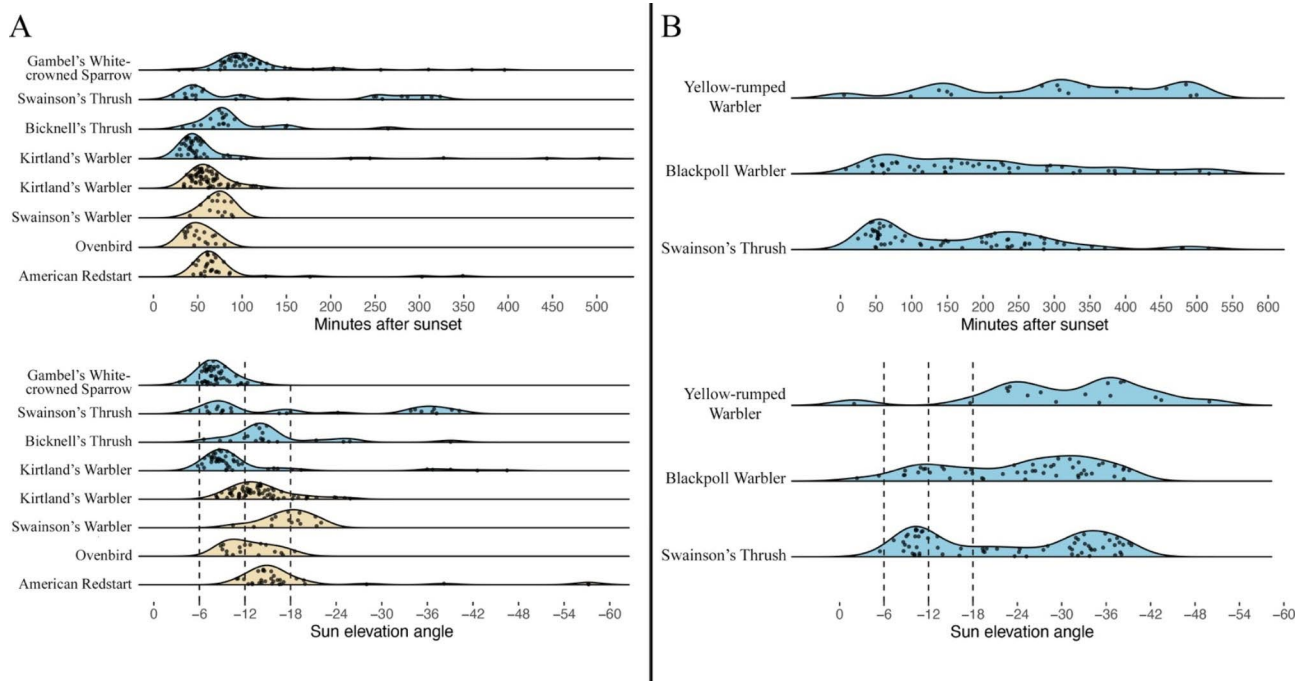 A
Gambel's White-
crowned Sparrow
Swainson's Thrush
Bicknell's Thrush
Kirtland's Warbler
Kirtland's Warbler
Swainson's Warbler
Ovenbird
American Redstart
0 50 100 150 200 250 300 350 400 450 500
Minutes after sunset
Gambel's White-
crowned Sparrow
Swainson's Thrush
Bicknell's Thrush
Kirtland's Warbler
Kirtland's Warbler
Swainson's Warbler
Ovenbird
American Redstart
0 −6 −12 −18 −24 −30 −36 −42 −48 −54 −60
Sun elevation angle
B
Yellow-rumped
Warbler
Blackpoll Warbler
Swainson's Thrush
0 50 100 150 200 250 300 350 400 450 500 550 600
Minutes after sunset
Yellow-rumped
Warbler
Blackpoll Warbler
Swainson's Thrush
0 −6 −12 −18 −24 −30 −36 −42 −48 −56 −60
Sun elevation angle